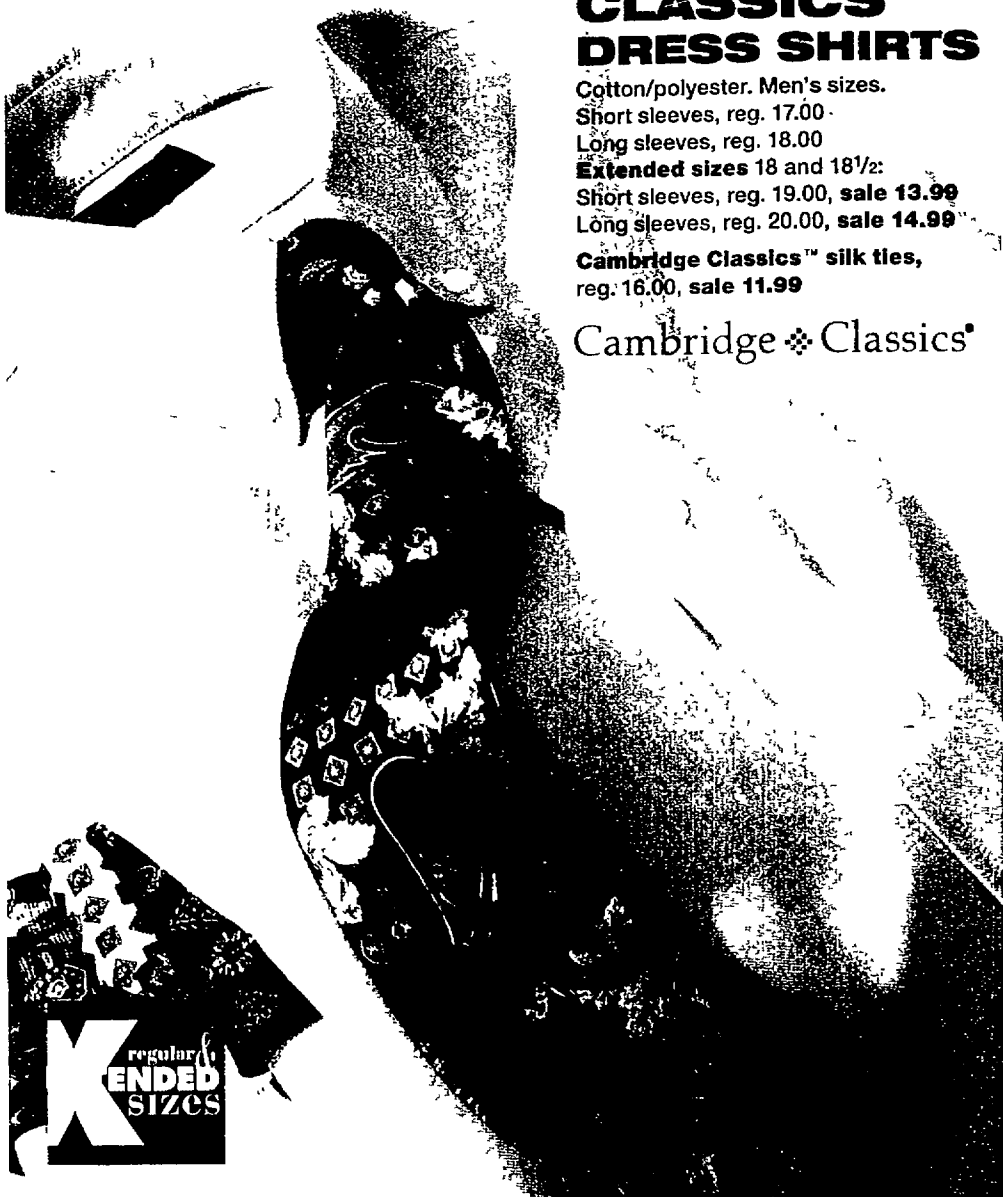 CLASSICS
DRESS SHIRTS
Cotton/polyester. Men's sizes.
Short sleeves, reg. 17.00
Long sleeves, reg. 18.00
Extended sizes 18 and 18½:
Short sleeves, reg. 19.00, sale 13.99
Long sleeves, reg. 20.00, sale 14.99
Cambridge Classics™ silk ties,
reg. 16.00, sale 11.99
Cambridge Classics
regular &
KENDED
sizes